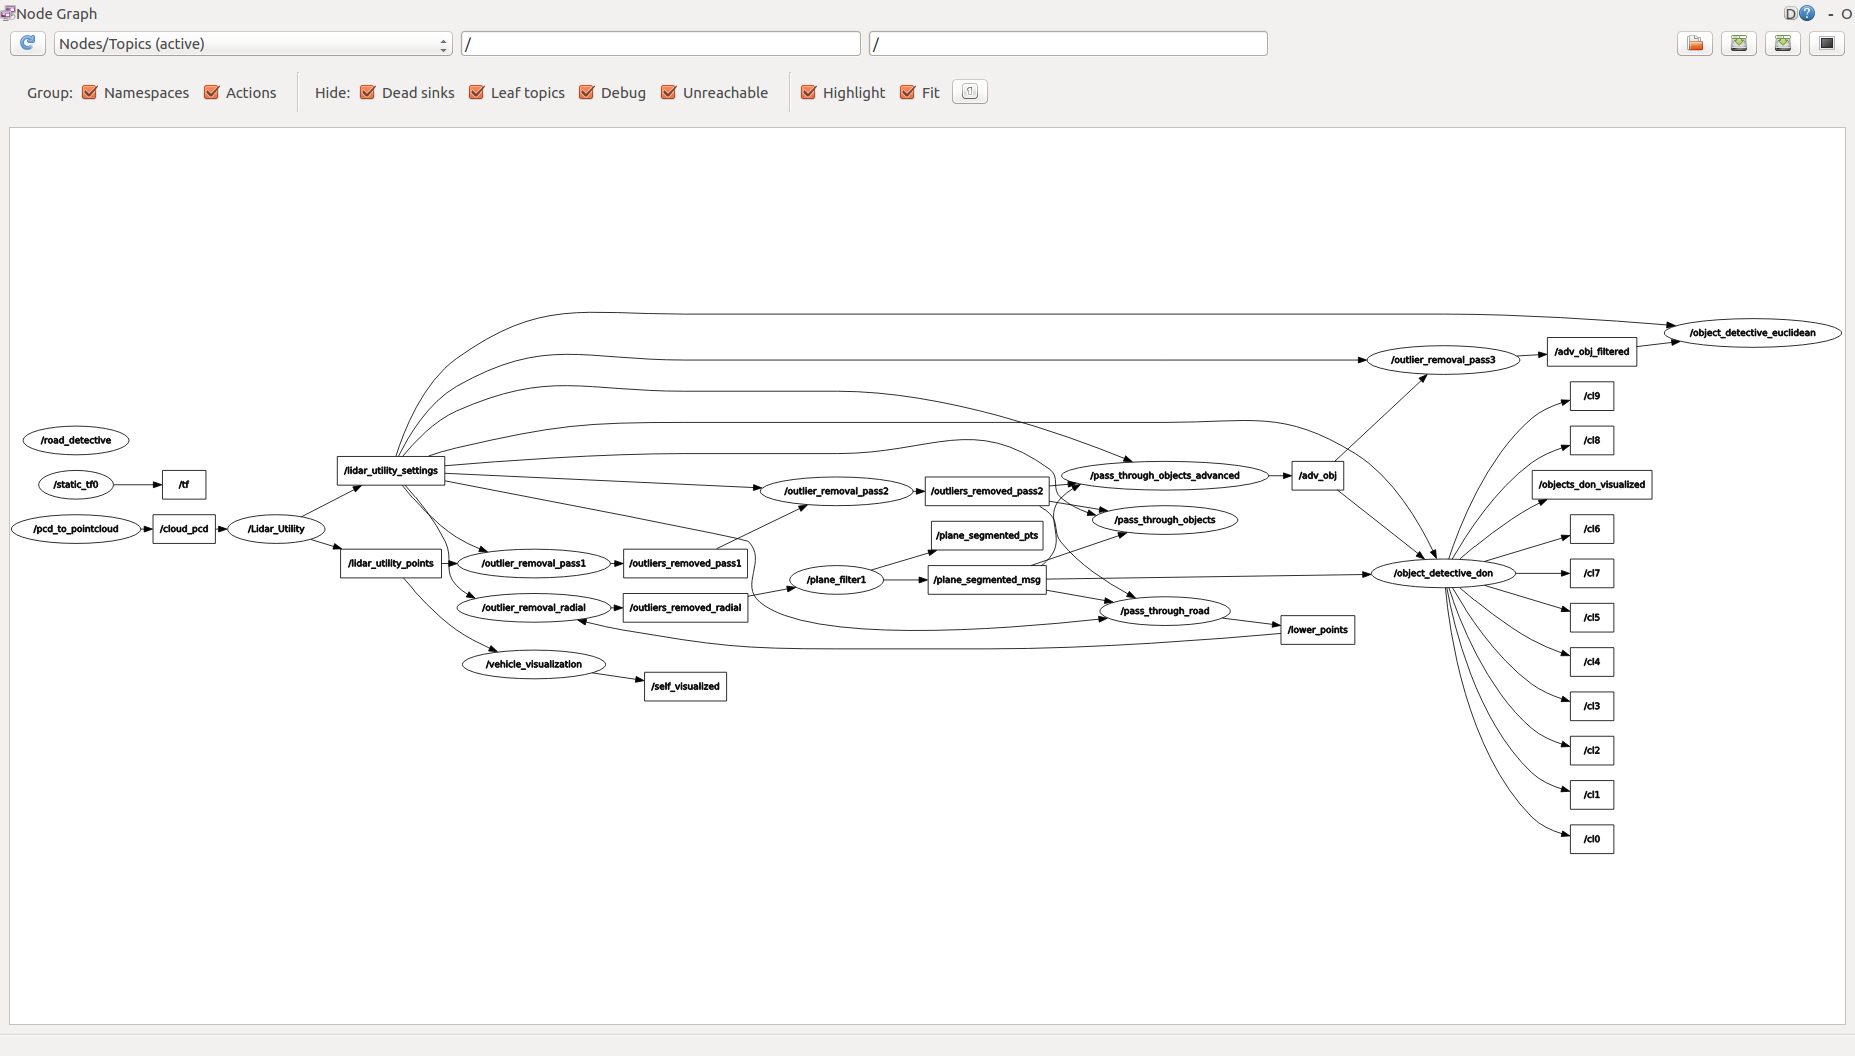 Node Graph
D ? - O
Nodes/Topics (active) / /
Group: Namespaces Actions Hide: Dead sinks Leaf topics Debug Unreachable Highlight Fit
/object_detective_euclidean
/adv_obj_filtered
/outlier_removal_pass3
/cl9
/road_detective
/cl8
/lidar_utility_settings
/pass_through_objects_advanced
/adv_obj
/static_tf0
/tf
/objects_don_visualized
/outlier_removal_pass2
/outliers_removed_pass2
/pass_through_objects
/pcd_to_pointcloud
/cloud_pcd
/Lidar_Utility
/cl6
/plane_segmented_pts
/lidar_utility_points
/outlier_removal_pass1
/outliers_removed_pass1
/object_detective_don
/cl7
/plane_filter1
/plane_segmented_msg
/outlier_removal_radial
/outliers_removed_radial
/pass_through_road
/cl5
/lower_points
/cl4
/vehicle_visualization
/self_visualized
/cl3
/cl2
/cl1
/cl0